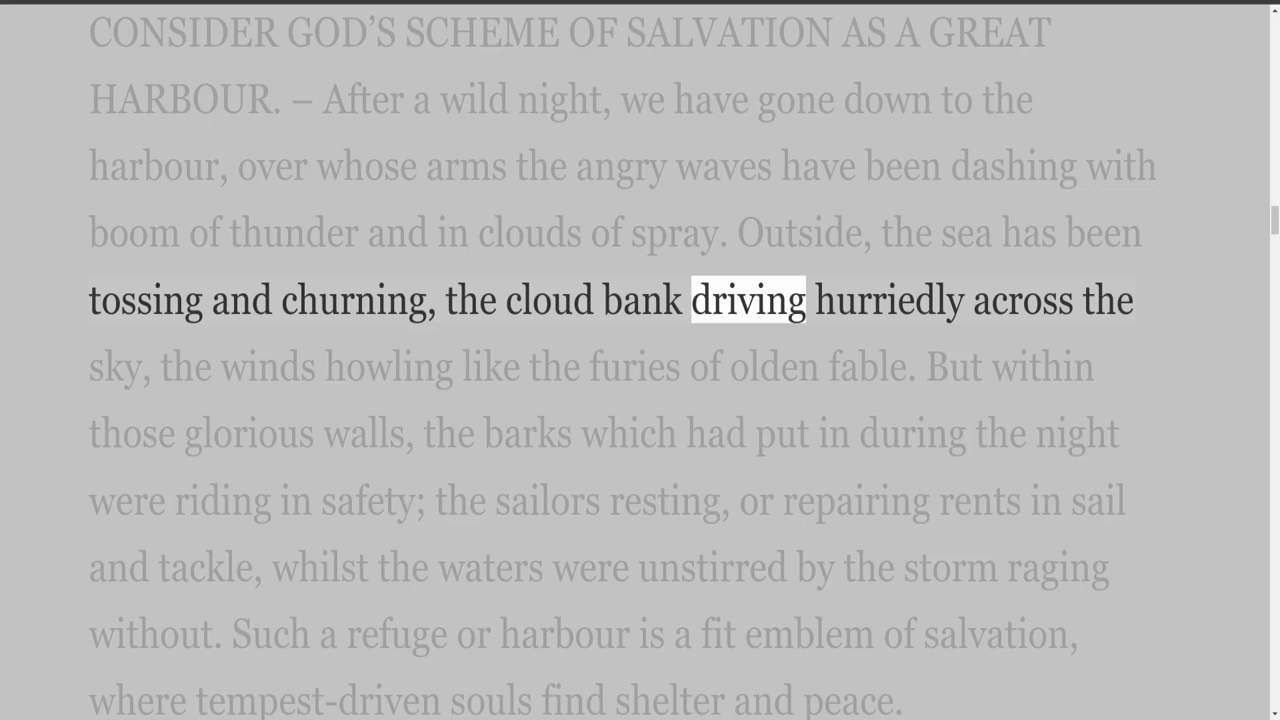 CONSIDER GOD’S SCHEME OF SALVATION AS A GREAT
HARBOUR. – After a wild night, we have gone down to the
harbour, over whose arms the angry waves have been dashing with
boom of thunder and in clouds of spray. Outside, the sea has been
tossing and churning, the cloud bank driving hurriedly across the
sky, the winds howling like the furies of olden fable. But within
those glorious walls, the barks which had put in during the night
were riding in safety; the sailors resting, or repairing rents in sail
and tackle, whilst the waters were unstirred by the storm raging
without. Such a refuge or harbour is a fit emblem of salvation,
where tempest-driven souls find shelter and peace.